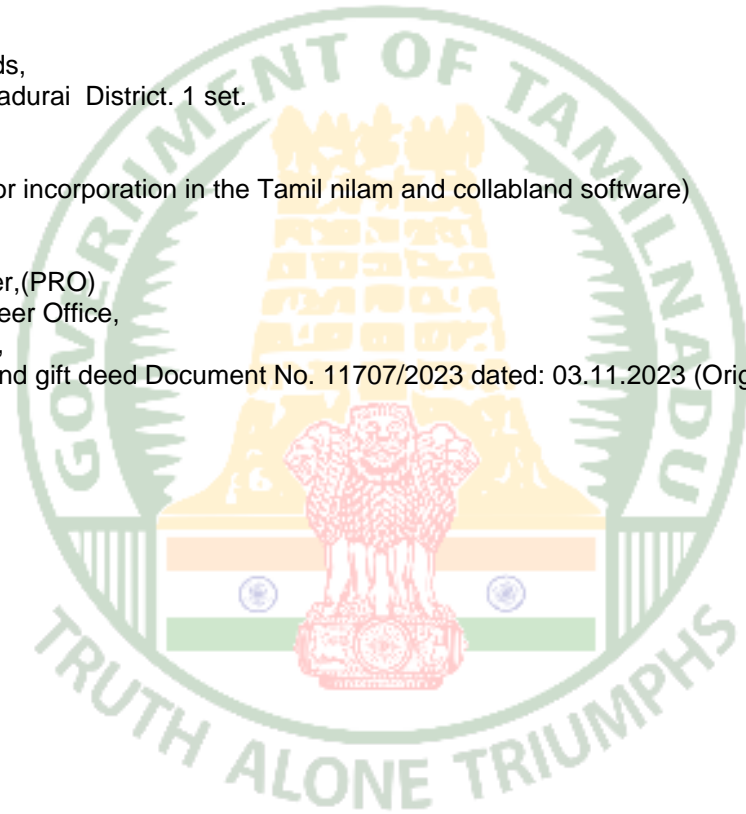 ds,
adurai District. 1 set.
or incorporation in the Tamil nilam and collabland software)
er,(PRO)
eer Office,
,
nd gift deed Document No. 11707/2023 dated: 03.11.2023 (Orig
GOVERNMENT OF TAMILNADU
TRUTH ALONE TRIUMPHS